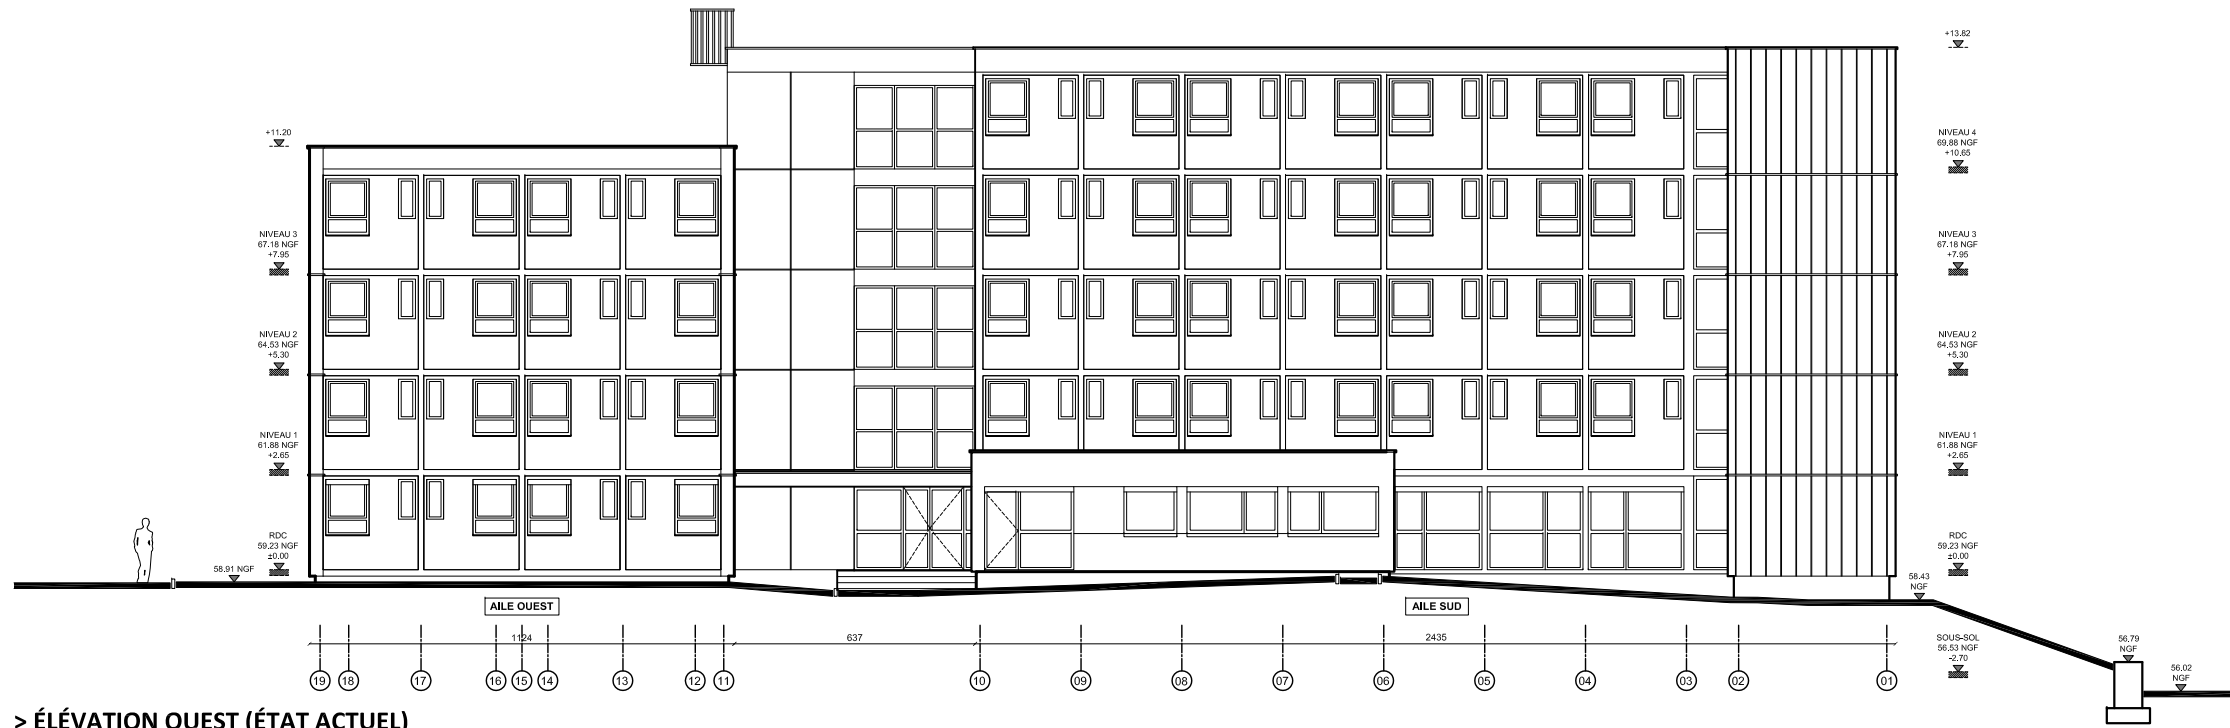 +13.82
+11.20
NIVEAU 4
69.88 NGF
+10.65
NIVEAU 3
67.18 NGF
+7.95
NIVEAU 3
67.18 NGF
+7.95
NIVEAU 2
64.53 NGF
+5.30
NIVEAU 2
64.53 NGF
+5.30
NIVEAU 1
61.88 NGF
+2.65
NIVEAU 1
61.88 NGF
+2.65
RDC
59.23 NGF
±0.00
RDC
59.23 NGF
±0.00
58.91 NGF
58.43
NGF
AILE OUEST
AILE SUD
1124
637
2435
SOUS-SOL
56.53 NGF
-2.70
56.79
NGF
56.02
NGF
19 18 17 16 15 14 13 12 11 10 09 08 07 06 05 04 03 02 01
> ÉLÉVATION OUEST (ÉTAT ACTUEL)